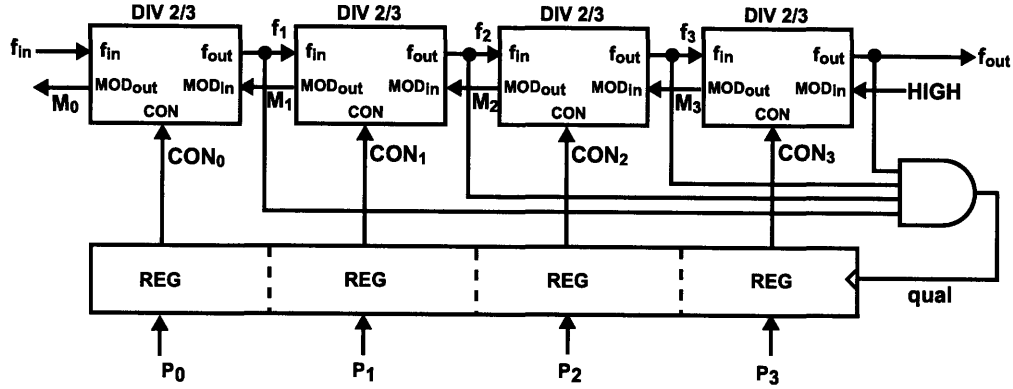 DIV 2/3 DIV 2/3 DIV 2/3 DIV 2/3
f1 f2 f3
fin fin fout fin fout fin fout fin fout fout
M0 MODout MODin M1 MODout MODin M2 MODout MODin M3 MODout MODin HIGH
CON CON CON CON
CON0 CON1 CON2 CON3
REG REG REG REG
qual
P0 P1 P2 P3